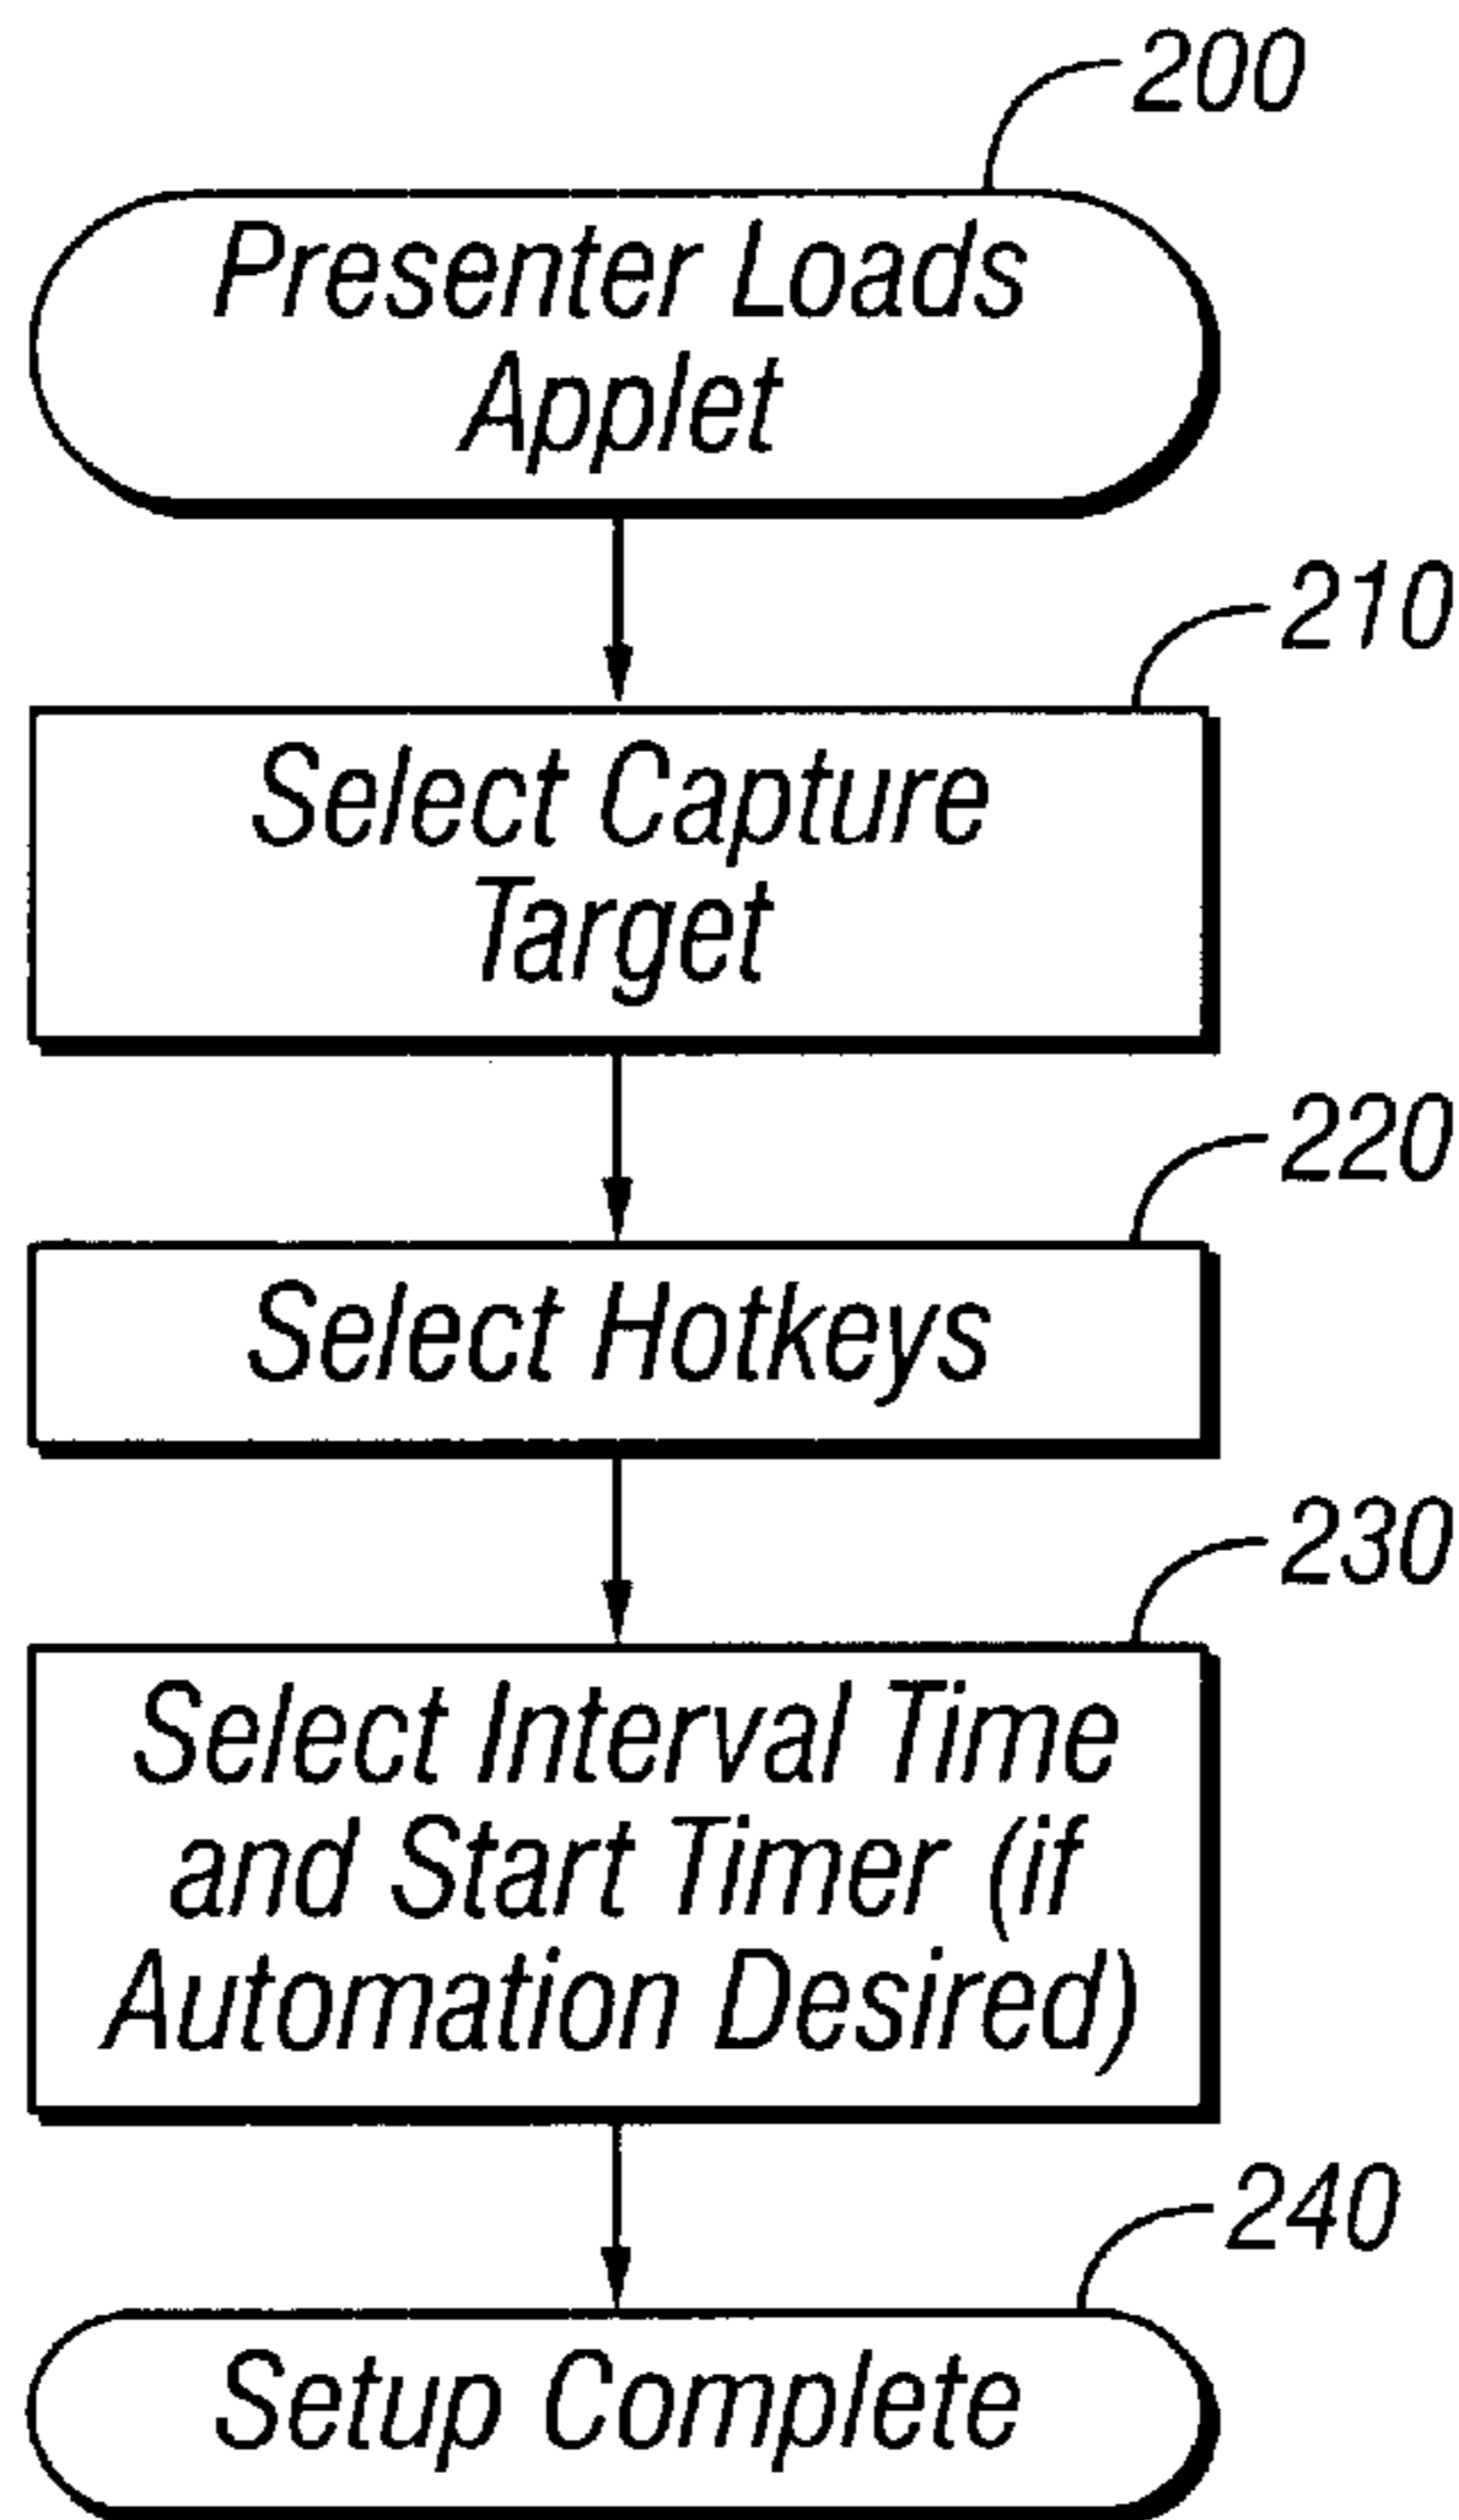 200
Presenter Loads
Applet
210
Select Capture
Target
220
Select Hotkeys
230
Select Interval Time
and Start Timer (if
Automation Desired)
240
Setup Complete